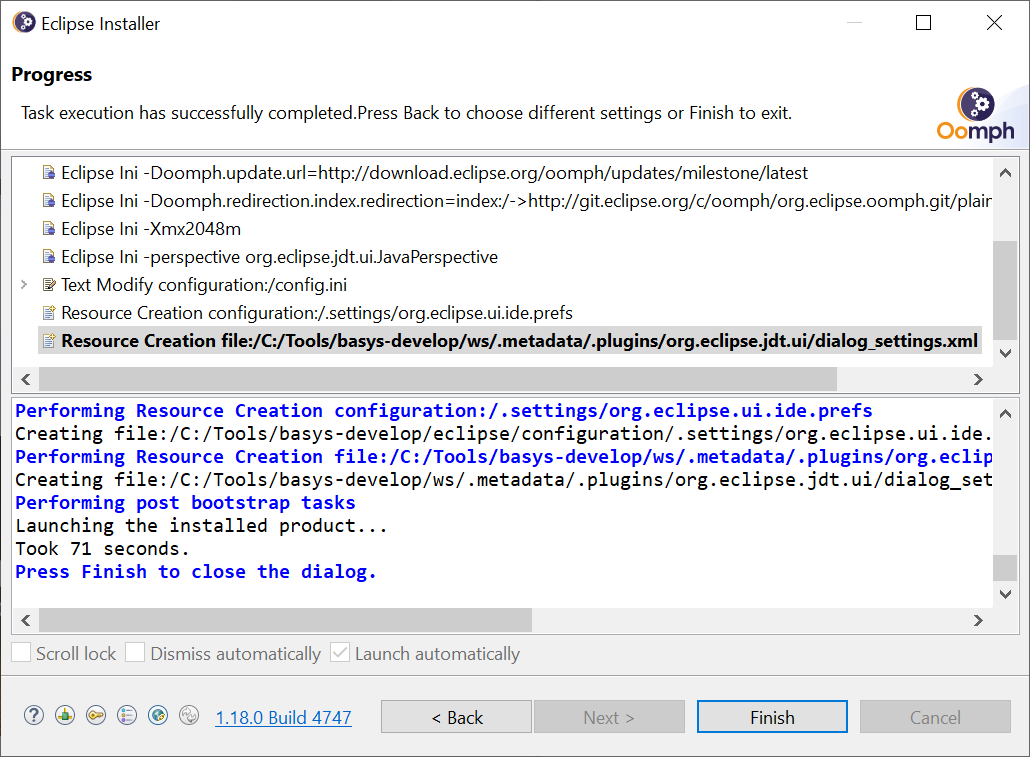 Eclipse Installer
Progress
Task execution has successfully completed.Press Back to choose different settings or Finish to exit.
Oomph
Eclipse Ini -Doomph.update.url=http://download.eclipse.org/oomph/updates/milestone/latest
Eclipse Ini -Doomph.redirection.index.redirection=index:/->http://git.eclipse.org/c/oomph/org.eclipse.oomph.git/plain
Eclipse Ini -Xmx2048m
Eclipse Ini -perspective org.eclipse.jdt.ui.JavaPerspective
Text Modify configuration:/config.ini
Resource Creation configuration:/.settings/org.eclipse.ui.ide.prefs
Resource Creation file:/C:/Tools/basys-develop/ws/.metadata/.plugins/org.eclipse.jdt.ui/dialog_settings.xml
Performing Resource Creation configuration:/.settings/org.eclipse.ui.ide.prefs
Creating file:/C:/Tools/basys-develop/eclipse/configuration/.settings/org.eclipse.ui.ide.
Performing Resource Creation file:/C:/Tools/basys-develop/ws/.metadata/.plugins/org.eclip
Creating file:/C:/Tools/basys-develop/ws/.metadata/.plugins/org.eclipse.jdt.ui/dialog_set
Performing post bootstrap tasks
Launching the installed product...
Took 71 seconds.
Press Finish to close the dialog.
Scroll lock Dismiss automatically Launch automatically
? 1.18.0 Build 4747 < Back Next > Finish Cancel